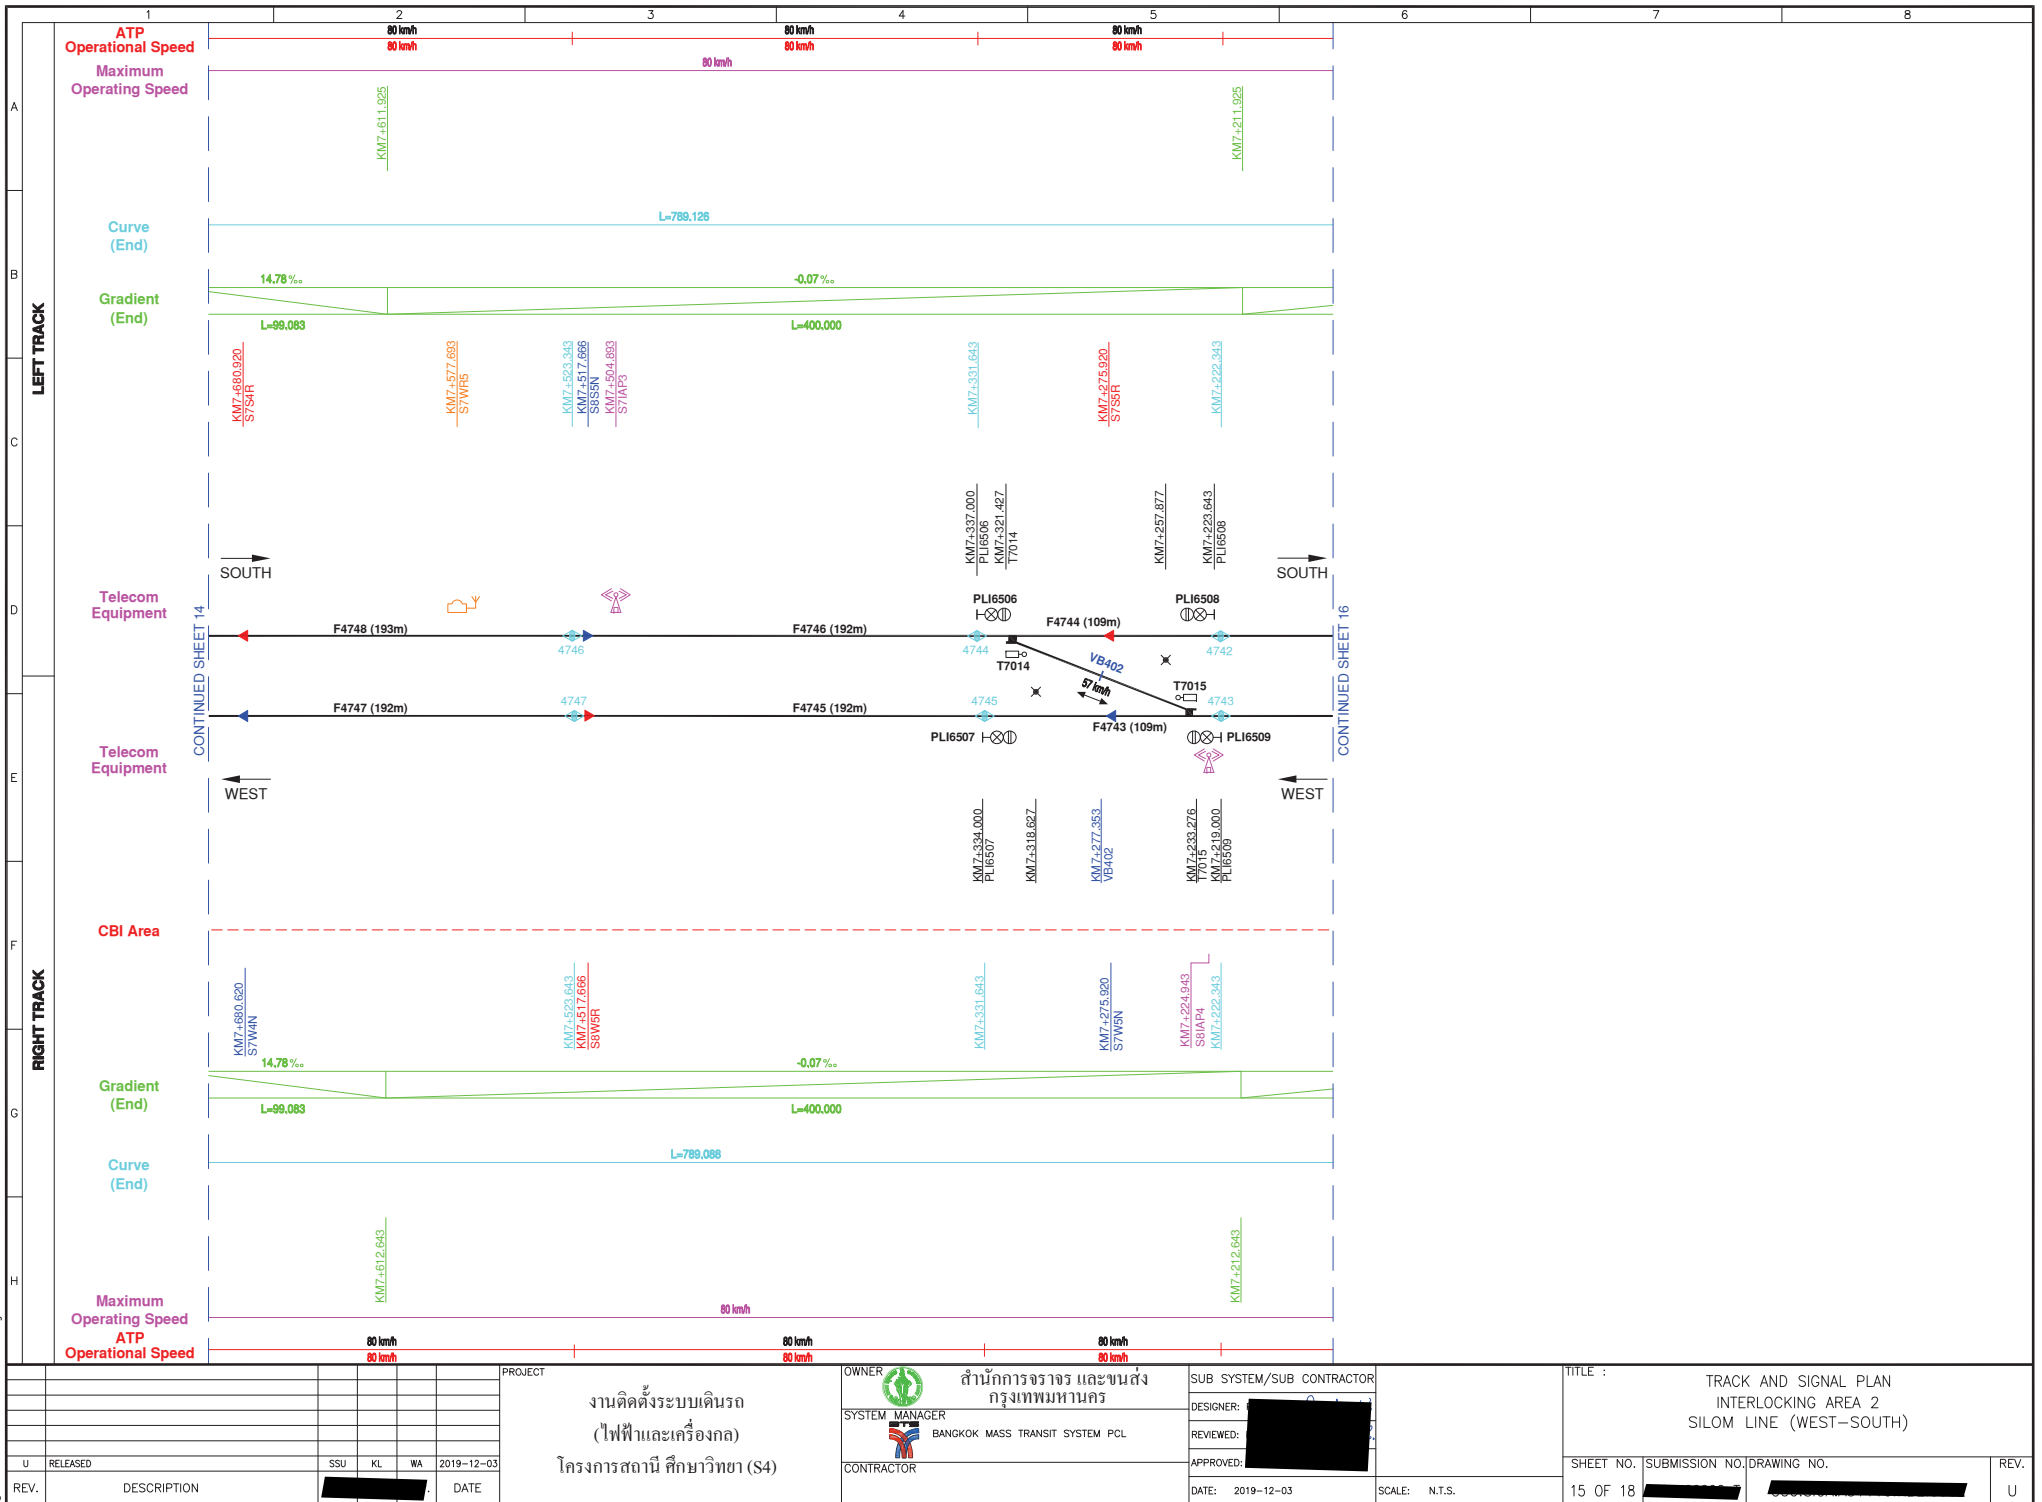 1 2 3 4 5 6 7 8
ATP
Operational Speed
80 km/h 80 km/h 80 km/h
80 km/h 80 km/h 80 km/h
Maximum
Operating Speed
80 km/h
A
KM7+611.925
KM7+211.925
Curve
(End)
L=789.126
B
14.78‰
-0.07‰
Gradient
(End)
L=99.083
L=400.000
LEFT TRACK
KM7+680.920
S7S4R
KM7+577.693
S7WR5
KM7+523.343
KM7+517.666
S8S5N
KM7+504.893
S7IAP3
KM7+331.643
KM7+275.920
S7S5R
KM7+222.343
C
KM7+337.000
PLI6506
KM7+321.427
T7014
KM7+257.877
KM7+223.643
PLI6508
SOUTH
SOUTH
D
Telecom
Equipment
CONTINUED SHEET 14
CONTINUED SHEET 16
PLI6506
PLI6508
F4748 (193m)
F4746 (192m)
F4744 (109m)
4746
4744
4742
T7014
VB402
57 km/h
T7015
4747
4745
4743
F4747 (192m)
F4745 (192m)
F4743 (109m)
PLI6507
PLI6509
Telecom
Equipment
E
WEST
WEST
KM7+334.000
PLI6507
KM7+318.627
KM7+277.353
VB402
KM7+233.276
T7015
KM7+219.000
PLI6509
CBI Area
F
RIGHT TRACK
KM7+680.620
S7W4N
KM7+523.643
KM7+517.666
S8W5R
KM7+331.643
KM7+275.920
S7W5N
KM7+224.943
S8IAP4
KM7+222.343
14.78‰
-0.07‰
Gradient
(End)
G
L=99.083
L=400.000
Curve
(End)
L=789.088
KM7+612.643
KM7+212.643
H
Maximum
Operating Speed
80 km/h
ATP
Operational Speed
80 km/h 80 km/h 80 km/h
80 km/h 80 km/h 80 km/h
U RELEASED SSU KL WA 2019-12-03
REV. DESCRIPTION DATE
PROJECT
งานติดตั้งระบบเดินรถ
(ไฟฟ้าและเครื่องกล)
โครงการสถานี ศึกษาวิทยา (S4)
OWNER
สำนักการจราจร และขนส่ง
กรุงเทพมหานคร
SYSTEM MANAGER
BANGKOK MASS TRANSIT SYSTEM PCL
CONTRACTOR
SUB SYSTEM/SUB CONTRACTOR
DESIGNER:
REVIEWED:
APPROVED:
DATE: 2019-12-03
SCALE: N.T.S.
TITLE :
TRACK AND SIGNAL PLAN
INTERLOCKING AREA 2
SILOM LINE (WEST-SOUTH)
SHEET NO. SUBMISSION NO. DRAWING NO. REV.
15 OF 18 U